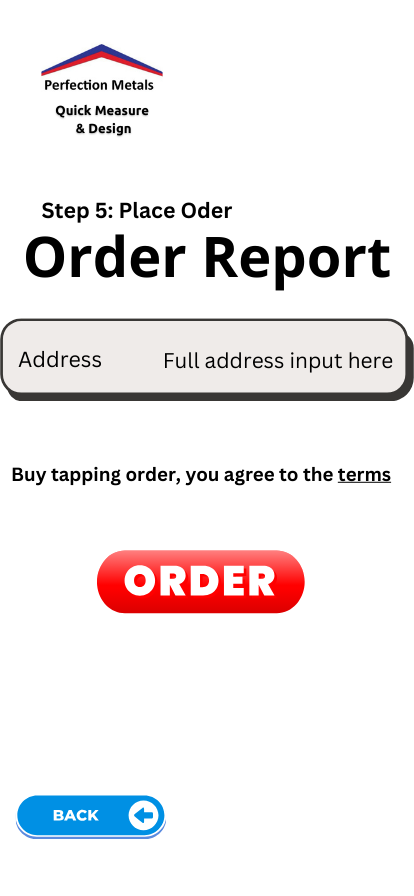 Perfection Metals
Quick Measure
& Design
Step 5: Place Oder
Order Report
Address Full address input here
Buy tapping order, you agree to the terms
ORDER
BACK